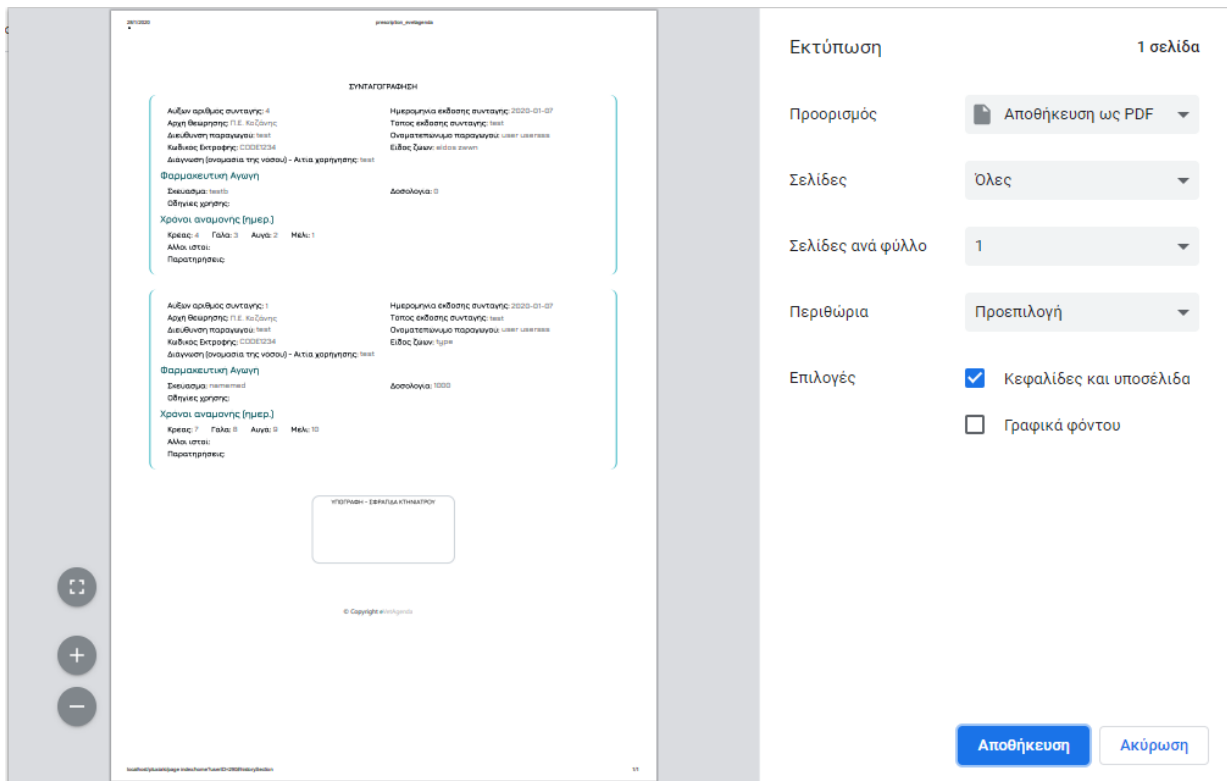 29/1/2020 prescription_evetagenda
ΣΥΝΤΑΓΟΓΡΑΦΗΣΗ
Αυξων αριθμος συνταγης: 4 Ημερομηνια εκδοσης συνταγης: 2020-01-07
Αρχη θεωρησης: Π.Ε. Κοζάνης Τοπος εκδοσης συνταγης: test
Διευθυνση παραγωγου: test Ονοματεπωνυμο παραγωγου: user userass
Κωδικος Εκτροφης: CODE1234 Ειδος ζωων: eidos zwwn
Διαγνωση (ονομασια της νοσου) - Αιτια χορηγησης: test
Φαρμακευτικη Αγωγη
Σκευασμα: testb Δοσολογια: 0
Οδηγιες χρησης:
Χρονοι αναμονης (ημερ.)
Κρεας: 4 Γαλα: 3 Αυγα: 2 Μελι: 1
Αλλοι ιστοι:
Παρατηρησεις:
Αυξων αριθμος συνταγης: 1 Ημερομηνια εκδοσης συνταγης: 2020-01-07
Αρχη θεωρησης: Π.Ε. Κοζάνης Τοπος εκδοσης συνταγης: test
Διευθυνση παραγωγου: test Ονοματεπωνυμο παραγωγου: user userass
Κωδικος Εκτροφης: CODE1234 Ειδος ζωων: type
Διαγνωση (ονομασια της νοσου) - Αιτια χορηγησης: test
Φαρμακευτικη Αγωγη
Σκευασμα: namemed Δοσολογια: 1000
Οδηγιες χρησης:
Χρονοι αναμονης (ημερ.)
Κρεας: 7 Γαλα: 8 Αυγα: 9 Μελι: 10
Αλλοι ιστοι:
Παρατηρησεις:
ΥΠΟΓΡΑΦΗ - ΣΦΡΑΓΙΔΑ ΚΤΗΝΙΑΤΡΟΥ
© Copyright eVetAgenda
1/1
Εκτύπωση 1 σελίδα
Προορισμός Αποθήκευση ως PDF
Σελίδες Όλες
Σελίδες ανά φύλλο 1
Περιθώρια Προεπιλογή
Επιλογές Κεφαλίδες και υποσέλιδα
Γραφικά φόντου
Αποθήκευση Ακύρωση